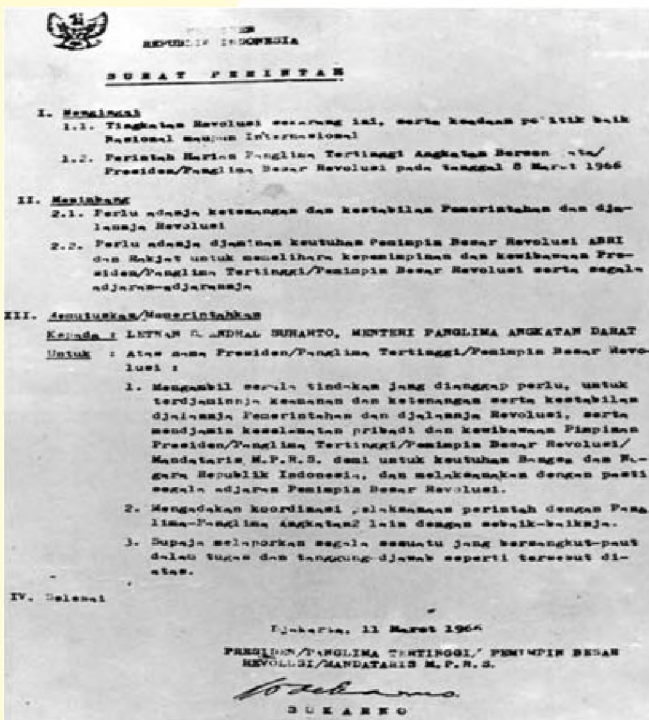 PRESIDEN
REPUBLIK INDONESIA
SURAT PERINTAH
I. Mengingat
1.1. Tingkatan Revolusi sekarang ini, serta keadaan politik baik
Nasional maupun Internasional
1.2. Perintah Harian Panglima Tertinggi Angkatan Bersendjata/
Presiden/Panglima Besar Revolusi pada tanggal 8 Maret 1966
II. Menimbang
2.1. Perlu adanja ketenangan dan kestabilan Pemerintahan dan dja-
lannja Revolusi
2.2. Perlu adanja djaminan keutuhan Pemimpin Besar Revolusi ABRI
dan Rakjat untuk memelihara kepemimpinan dan kewibawaan Pre-
siden/Panglima Tertinggi/Pemimpin Besar Revolusi serta segala
adjaran-adjarannja
III. Memutuskan/Memerintahkan
Kepada : LETNAN DJENDRAL SUHARTO, MENTERI PANGLIMA ANGKATAN DARAT
Untuk : Atas nama Presiden/Panglima Tertinggi/Pemimpin Besar Revo-
lusi :
1. Mengambil segala tindakan jang dianggap perlu, untuk
terdjaminnja keamanan dan ketenangan serta kestabilan
djalannja Pemerintahan dan djalannja Revolusi, serta
mendjamin keselamatan pribadi dan kewibawaan Pimpinan
Presiden/Panglima Tertinggi/Pemimpin Besar Revolusi/
Mandataris M.P.R.S. demi untuk keutuhan Bangsa dan Ne-
gara Republik Indonesia, dan melaksanakan dengan pasti
segala adjaran Pemimpin Besar Revolusi.
2. Mengadakan koordinasi pelaksanaan perintah dengan Pang
lima-Panglima Angkatan2 lain dengan sebaik-baiknja.
3. Supaja melaporkan segala sesuatu jang bersangkut-paut
dalam tugas dan tanggung-djawab seperti tersebut di-
atas.
IV. Selesai
Djakarta, 11 Maret 1966
PRESIDEN/PANGLIMA TERTINGGI/ PEMIMPIN BESAR
REVOLUSI/MANDATARIS M.P.R.S.
Soekarno
SUKARNO